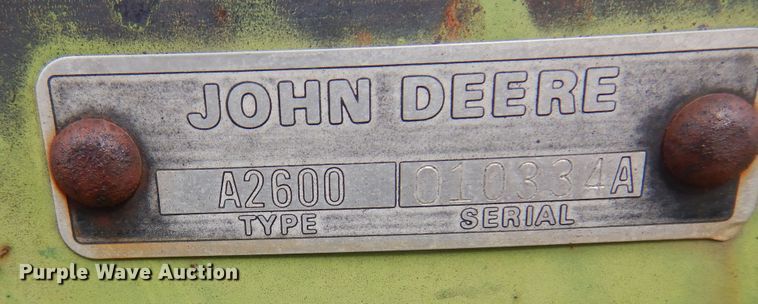 JOHN DEERE
A2600 010334A
TYPE SERIAL
Purple Wave Auction